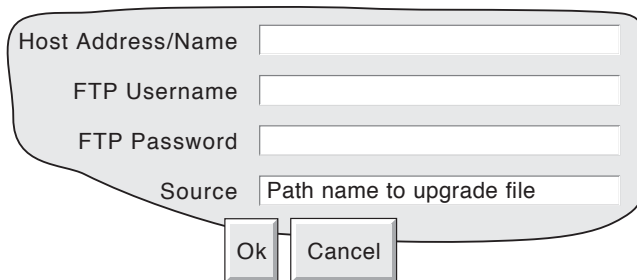 Host Address/Name
FTP Username
FTP Password
Source Path name to upgrade file
Ok Cancel